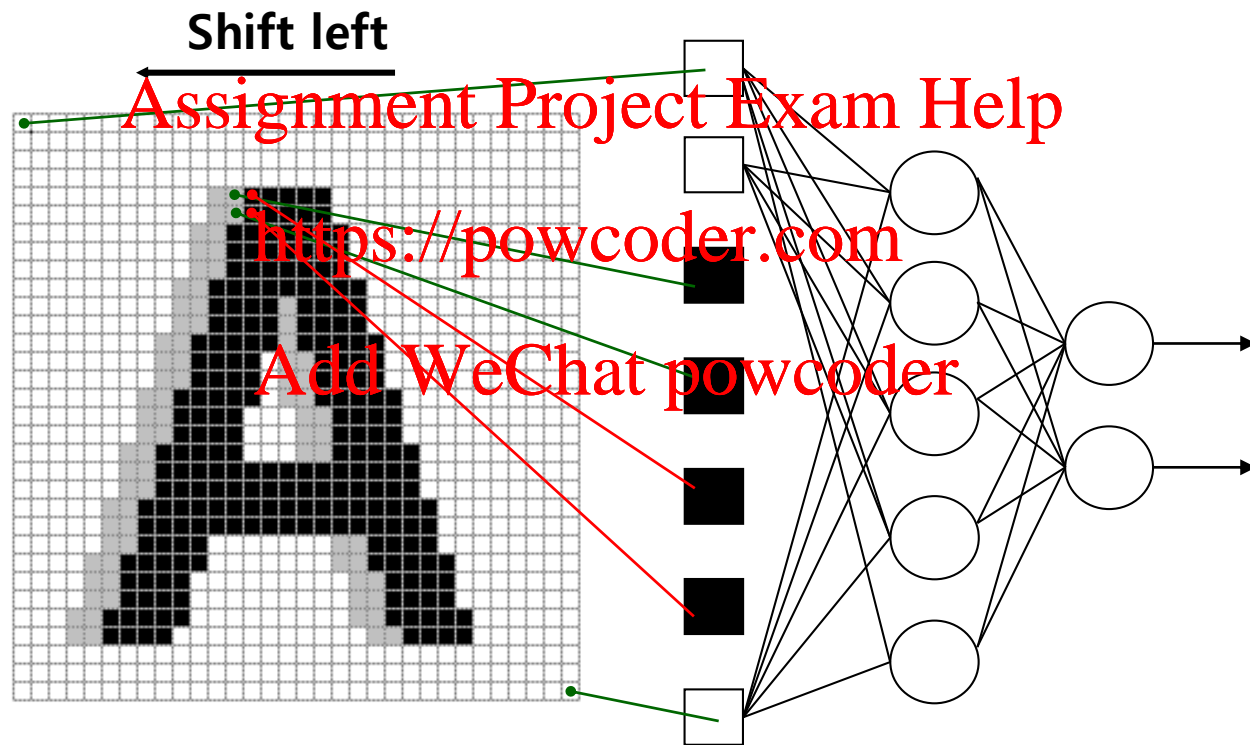 Shift left
Assignment Project Exam Help
https://powcoder.com
Add WeChat powcoder